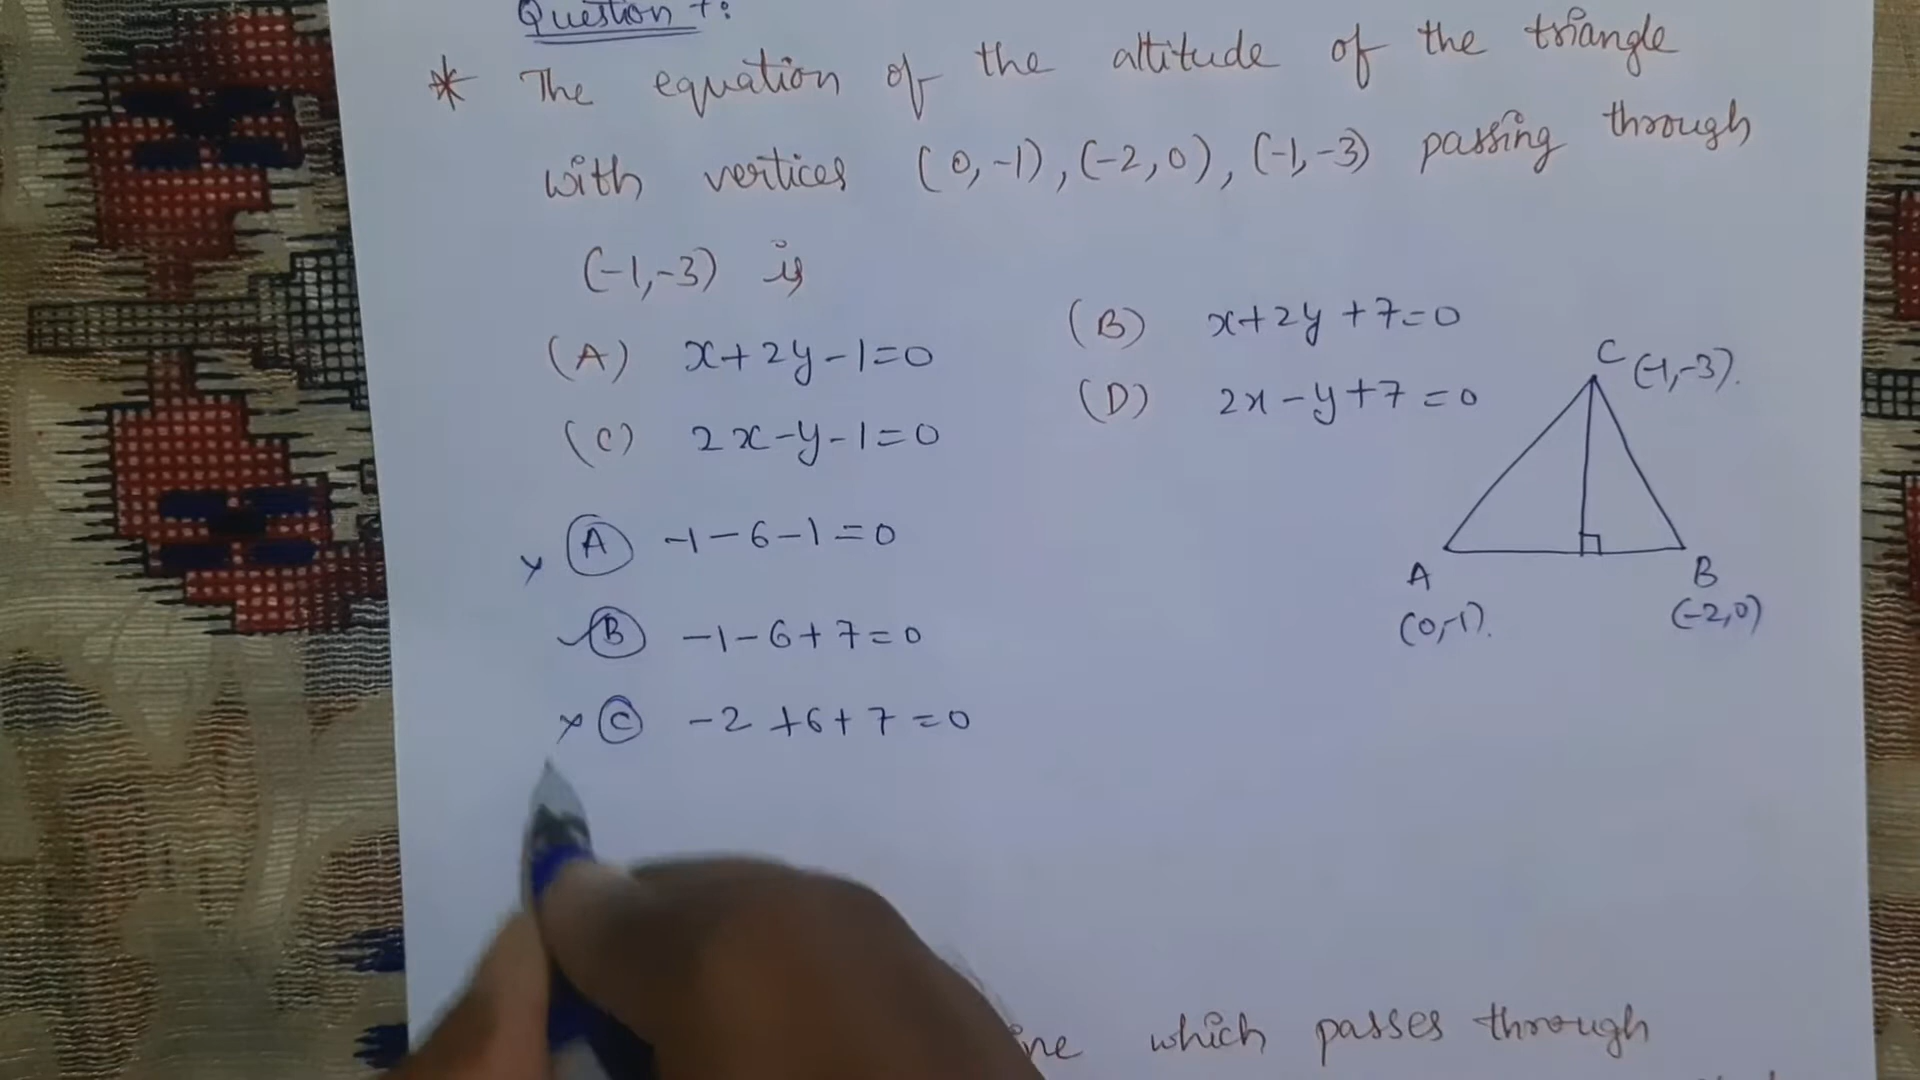 Question 7:
* The equation of the altitude of the triangle
with vertices (0,-1), (-2,0), (-1,-3) passing through
(-1,-3) is
(A) x+2y-1=0
(B) x+2y+7=0
(C) 2x-y-1=0
(D) 2x-y+7=0
C (-1,-3).
A
(0,-1).
B
(-2,0)
× A -1-6-1=0
✓ B -1-6+7=0
× C -2+6+7=0
which passes through